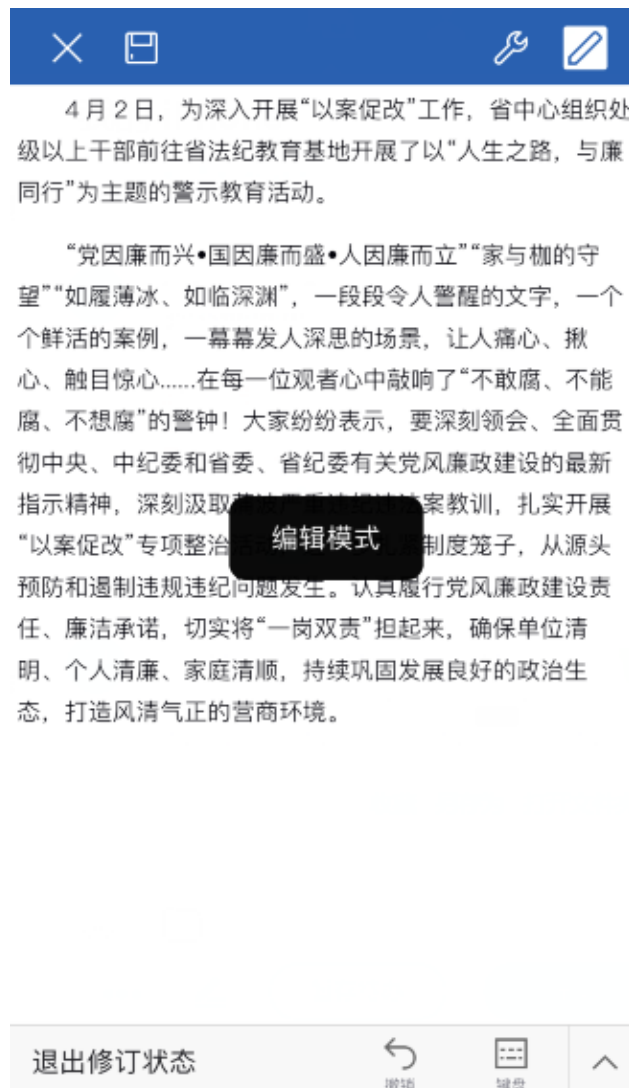 4月2日，为深入开展“以案促改”工作，省中心组织处
级以上干部前往省法纪教育基地开展了以“人生之路，与廉
同行”为主题的警示教育活动。
“党因廉而兴•国因廉而盛•人因廉而立”“家与枷的守
望”“如履薄冰、如临深渊”，一段段令人警醒的文字，一个
个鲜活的案例，一幕幕发人深思的场景，让人痛心、揪
心、触目惊心......在每一位观者心中敲响了“不敢腐、不能
腐、不想腐”的警钟！大家纷纷表示，要深刻领会、全面贯
彻中央、中纪委和省委、省纪委有关党风廉政建设的最新
指示精神，深刻汲取案教训，扎实开展
“以案促改”专项整治制度笼子，从源头
编辑模式
预防和遏制违规违纪问题发生。认真履行党风廉政建设责
任、廉洁承诺，切实将“一岗双责”担起来，确保单位清
明、个人清廉、家庭清顺，持续巩固发展良好的政治生
态，打造风清气正的营商环境。
退出修订状态
撤销
键盘